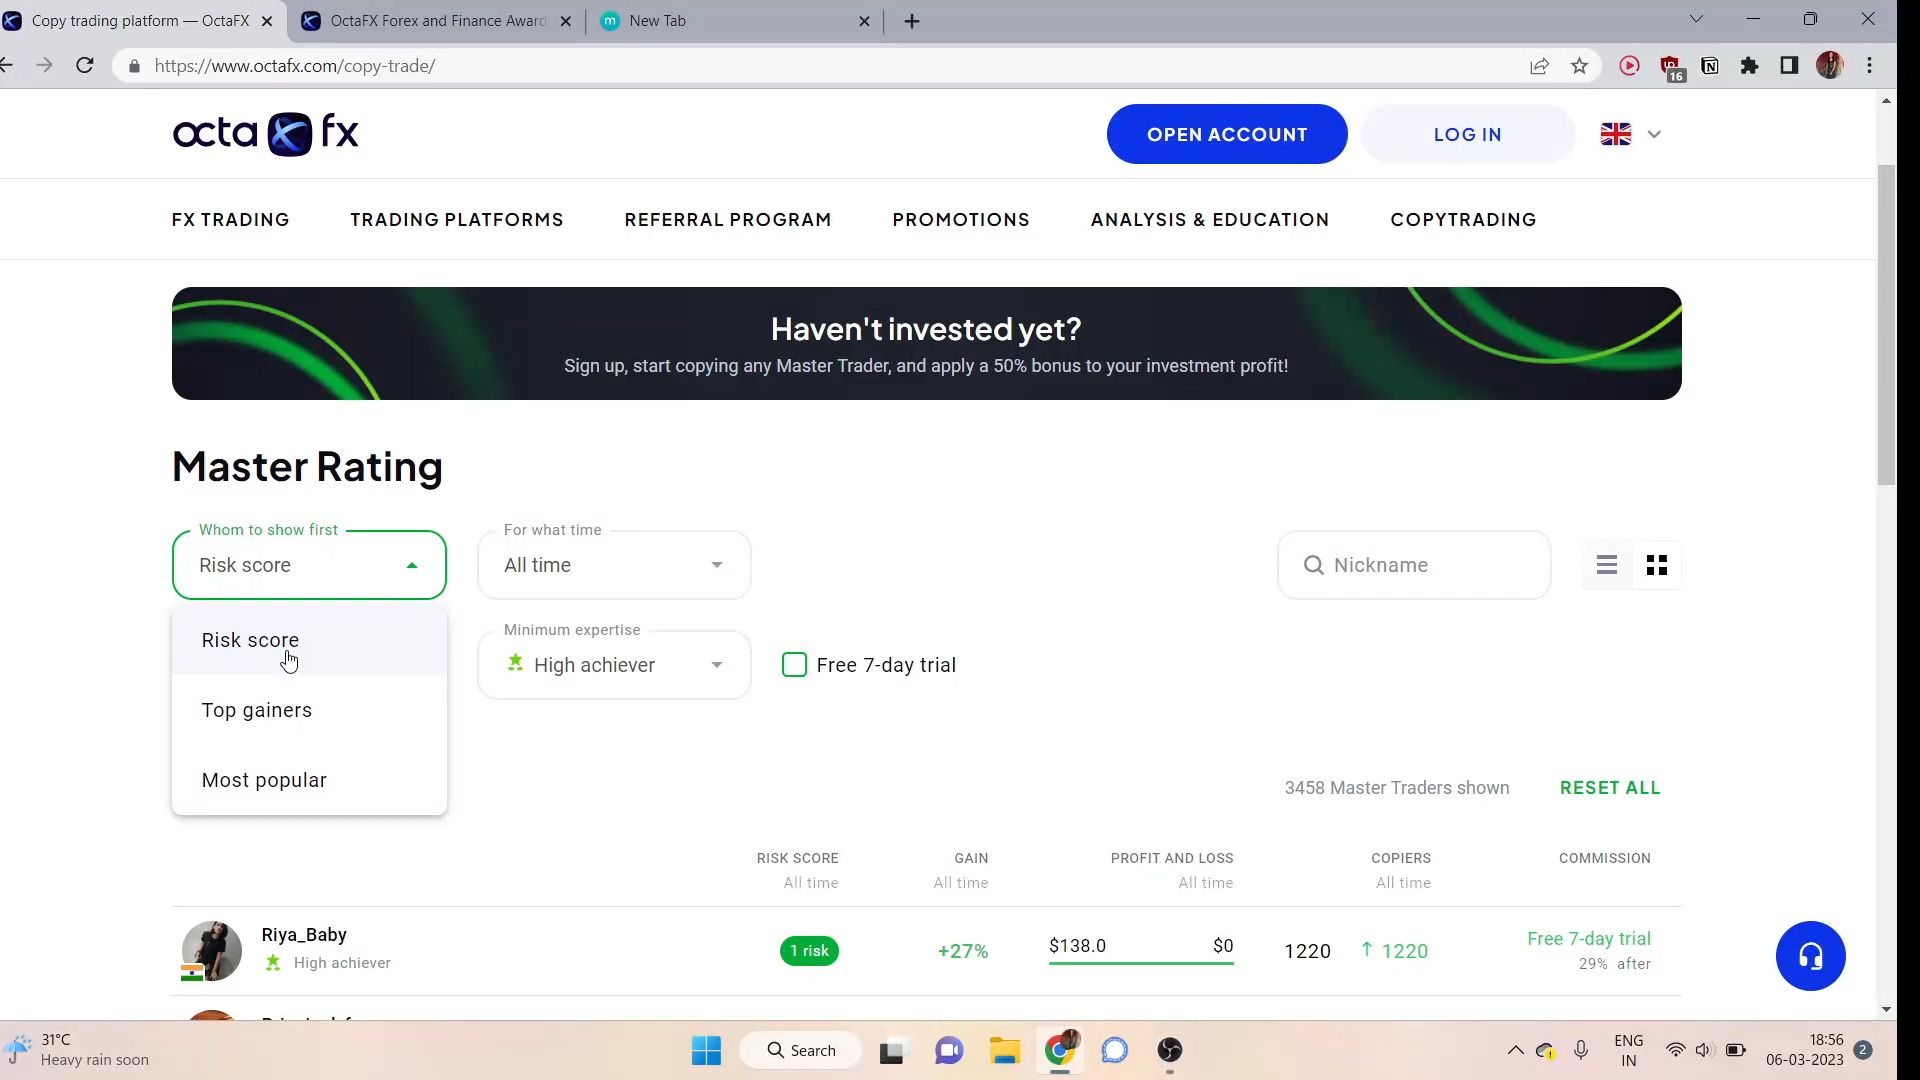 Copy trading platform — OctaFX
OctaFX Forex and Finance Award
m New Tab
https://www.octafx.com/copy-trade/
16
octa fx
OPEN ACCOUNT
LOG IN
FX TRADING
TRADING PLATFORMS
REFERRAL PROGRAM
PROMOTIONS
ANALYSIS & EDUCATION
COPYTRADING
Haven't invested yet?
Sign up, start copying any Master Trader, and apply a 50% bonus to your investment profit!
Master Rating
Whom to show first
Risk score
For what time
All time
Nickname
Risk score
Top gainers
Most popular
Minimum expertise
High achiever
Free 7-day trial
3458 Master Traders shown
RESET ALL
RISK SCORE
All time
GAIN
All time
PROFIT AND LOSS
All time
COPIERS
All time
COMMISSION
Riya_Baby
High achiever
1 risk
+27%
$138.0
$0
1220
↑ 1220
Free 7-day trial
29% after
31°C
Heavy rain soon
Search
ENG
IN
18:56
06-03-2023
2